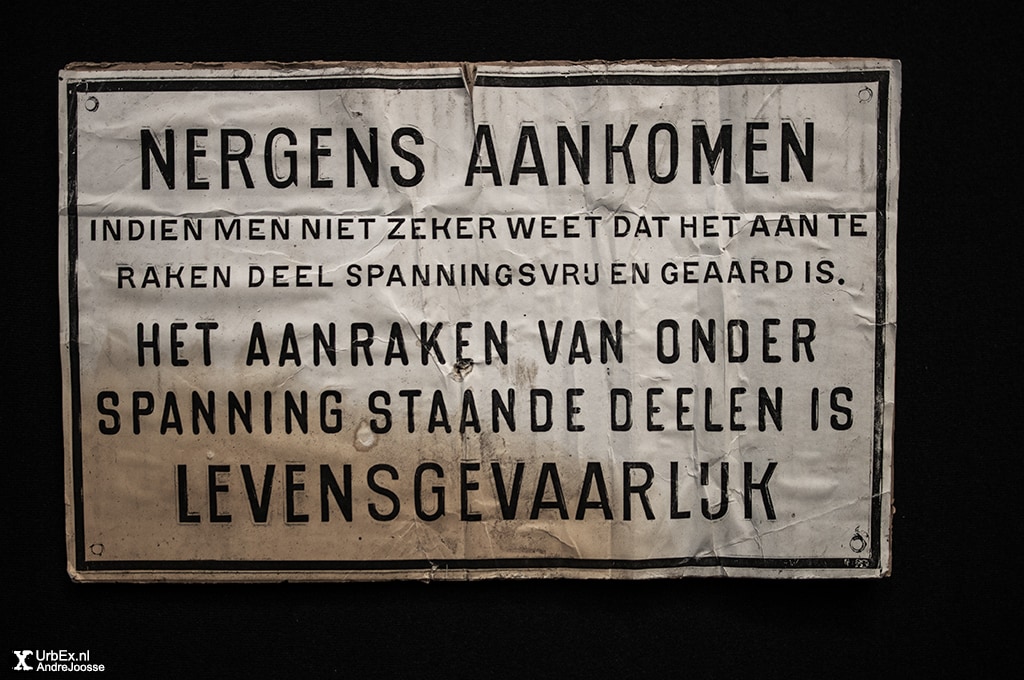 NERGENS AANKOMEN
INDIEN MEN NIET ZEKER WEET DAT HET AAN TE
RAKEN DEEL SPANNINGSVRIJ EN GEAARD IS.
HET AANRAKEN VAN ONDER
SPANNING STAANDE DEELEN IS
LEVENSGEVAARLIJK
X UrbEx.nl
AndreJoosse